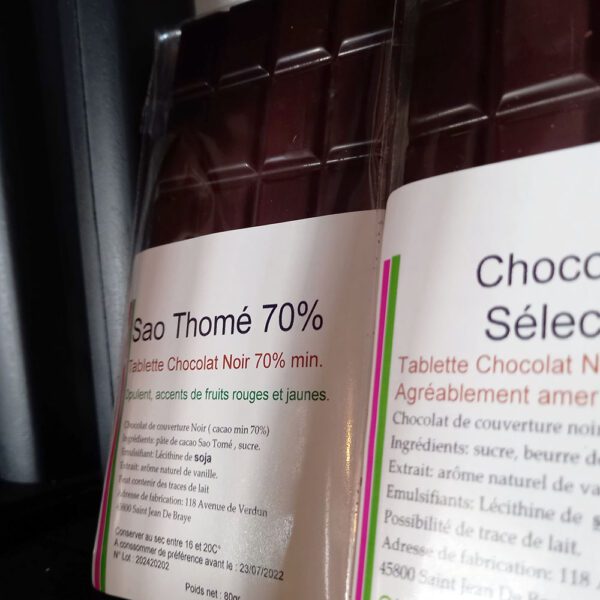 Sao Thomé 70%
Tablette Chocolat Noir 70% min.
Opulent, accents de fruits rouges et jaunes.
Chocolat de couverture Noir ( cacao min 70%)
Ingrédients: pâte de cacao Sao Tomé , sucre.
Emulsifiant: Lécithine de soja
Extrait: arôme naturel de vanille.
Peut contenir des traces de lait
Adresse de fabrication: 118 Avenue de Verdun
45800 Saint Jean De Braye
Conserver au sec entre 16 et 20C°
A consommer de préférence avant le : 23/07/2022
N° Lot : 202420202
Poids net : 80gr
Choco
Sélec
Tablette Chocolat N
Agréablement amer
Chocolat de couverture noir
Ingrédients: sucre, beurre d
Extrait: arôme naturel de va
Emulsifiants: Lécithine de s
Possibilité de trace de lait.
Adresse de fabrication: 118
45800 Saint Jean De B